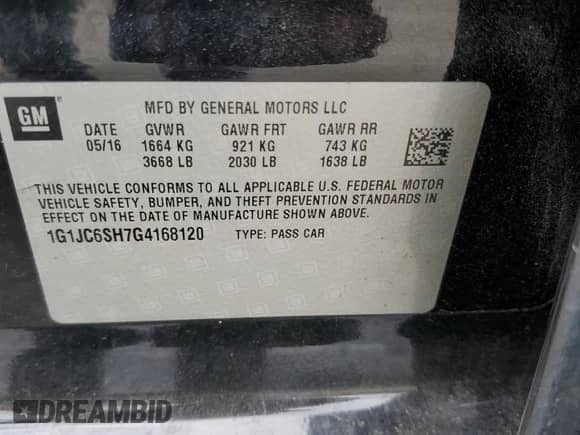 GM
MFD BY GENERAL MOTORS LLC
DATE GVWR GAWR FRT GAWR RR
05/16 1664 KG 921 KG 743 KG
3668 LB 2030 LB 1638 LB
THIS VEHICLE CONFORMS TO ALL APPLICABLE U.S. FEDERAL MOTOR
VEHICLE SAFETY, BUMPER, AND THEFT PREVENTION STANDARDS IN
EFFECT ON THE DATE OF MANUFACTURE SHOWN ABOVE.
1G1JC6SH7G4168120 TYPE: PASS CAR
DREAMBID